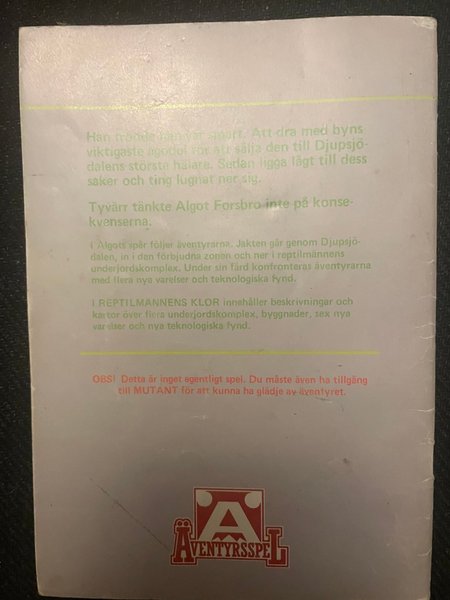 Han trodde han var smart. Att dra med byns
viktigaste ägodel för att sälja den till Djupsjö-
dalens största hälare. Sedan ligga lågt till dess
saker och ting lugnat ner sig.
Tyvärr tänkte Algot Forsbro inte på konse-
kvenserna.
I Algots spår följer äventyrarna. Jakten går genom Djupsjö-
dalen, in i den förbjudna zonen och ner i reptilmännens
underjordskomplex. Under sin färd konfronteras äventyrarna
med flera nya varelser och teknologiska fynd.
I REPTILMÄNNENS KLOR innehåller beskrivningar och
kartor över flera underjordskomplex, byggnader, sex nya
varelser och nya teknologiska fynd.
OBS! Detta är inget egentligt spel. Du måste även ha tillgång
till MUTANT för att kunna ha glädje av äventyret.
Ä
ÄVENTYRSSPEL